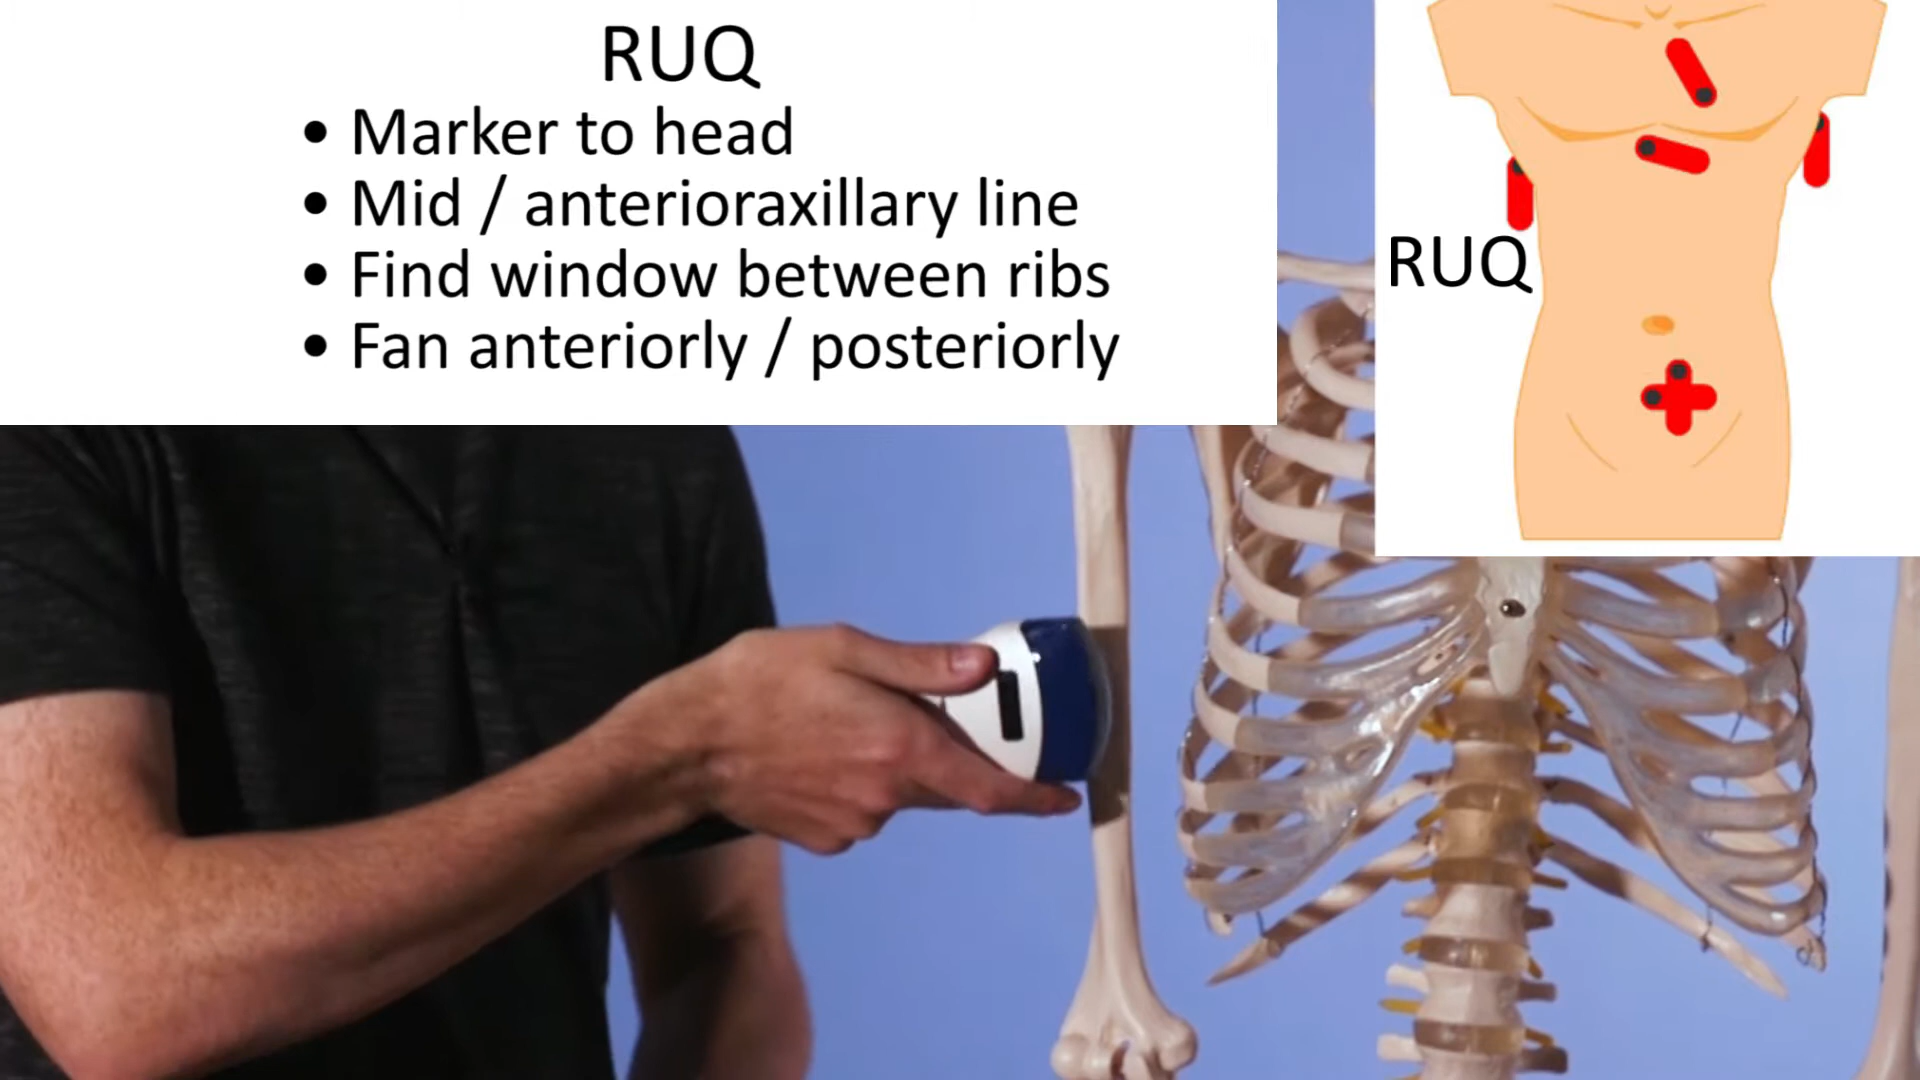 RUQ
• Marker to head
• Mid / anterioraxillary line
• Find window between ribs
• Fan anteriorly / posteriorly
RUQ